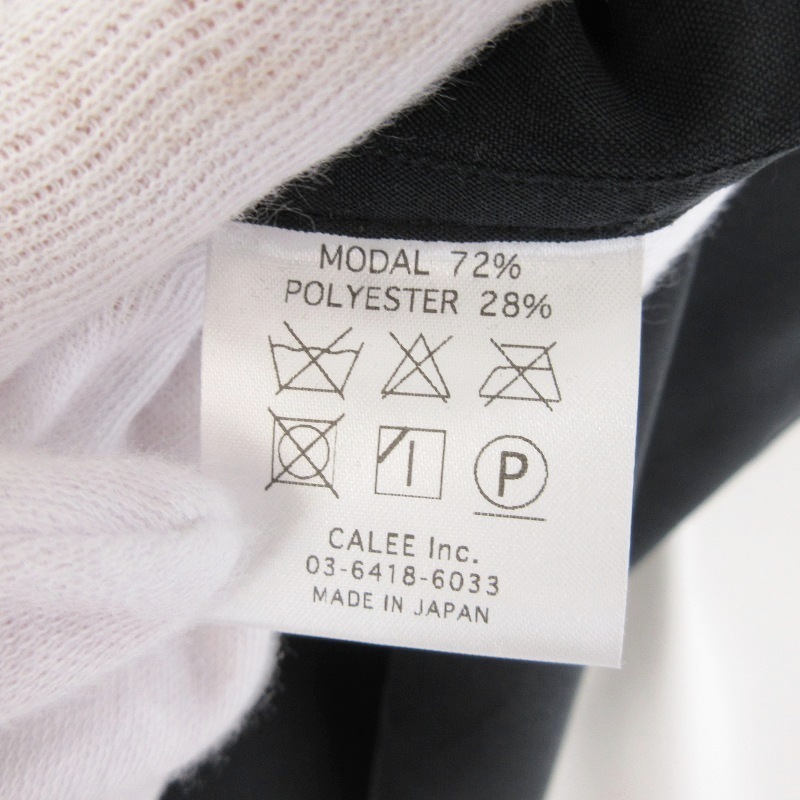 MODAL 72%
POLYESTER 28%
P
CALEE Inc.
03-6418-6033
MADE IN JAPAN